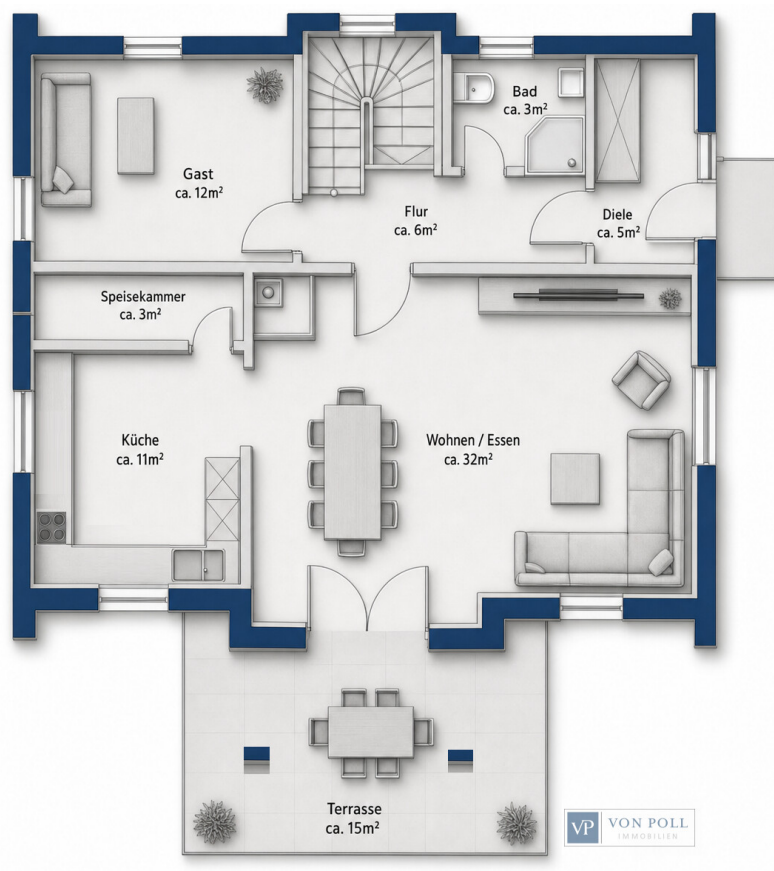 Bad
ca. 3m²
Gast
ca. 12m²
Flur
ca. 6m²
Diele
ca. 5m²
Speisekammer
ca. 3m²
Küche
ca. 11m²
Wohnen / Essen
ca. 32m²
Terrasse
ca. 15m²
VP
VON POLL
IMMOBILIEN